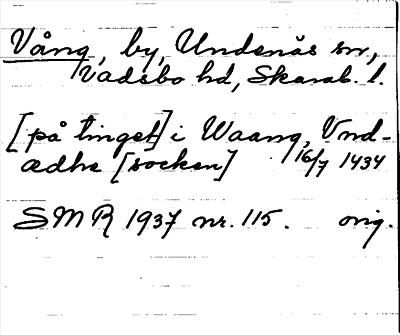 Vång, by, Undenäs sn,
Vadsbo hd, Skarab. l.
[på tinget] i Waang, Vnd-
ædhe [socken] 16/7 1434
SMR 1937 nr. 115. orig.